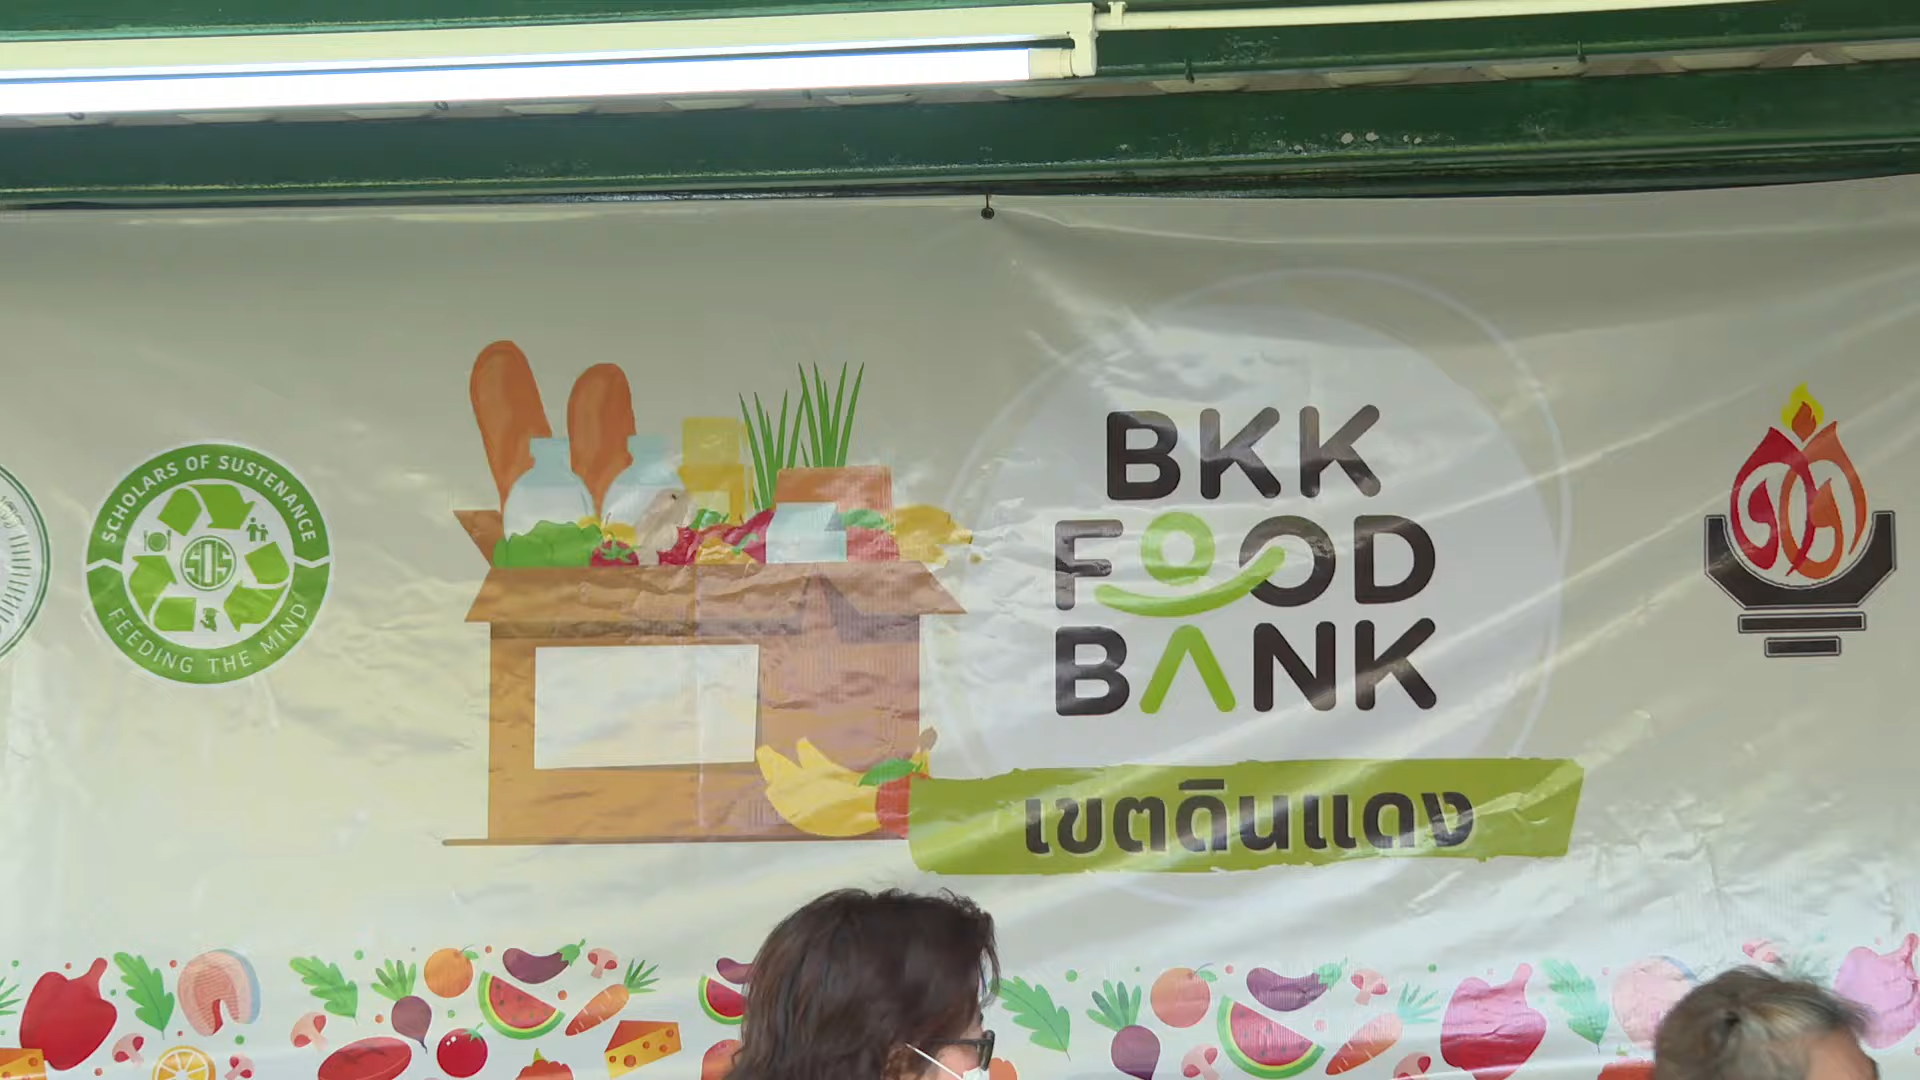 SCHOLARS OF SUSTENANCE
SOS
FEEDING THE MIND
BKK
FOOD
BANK
เขตดินแดง